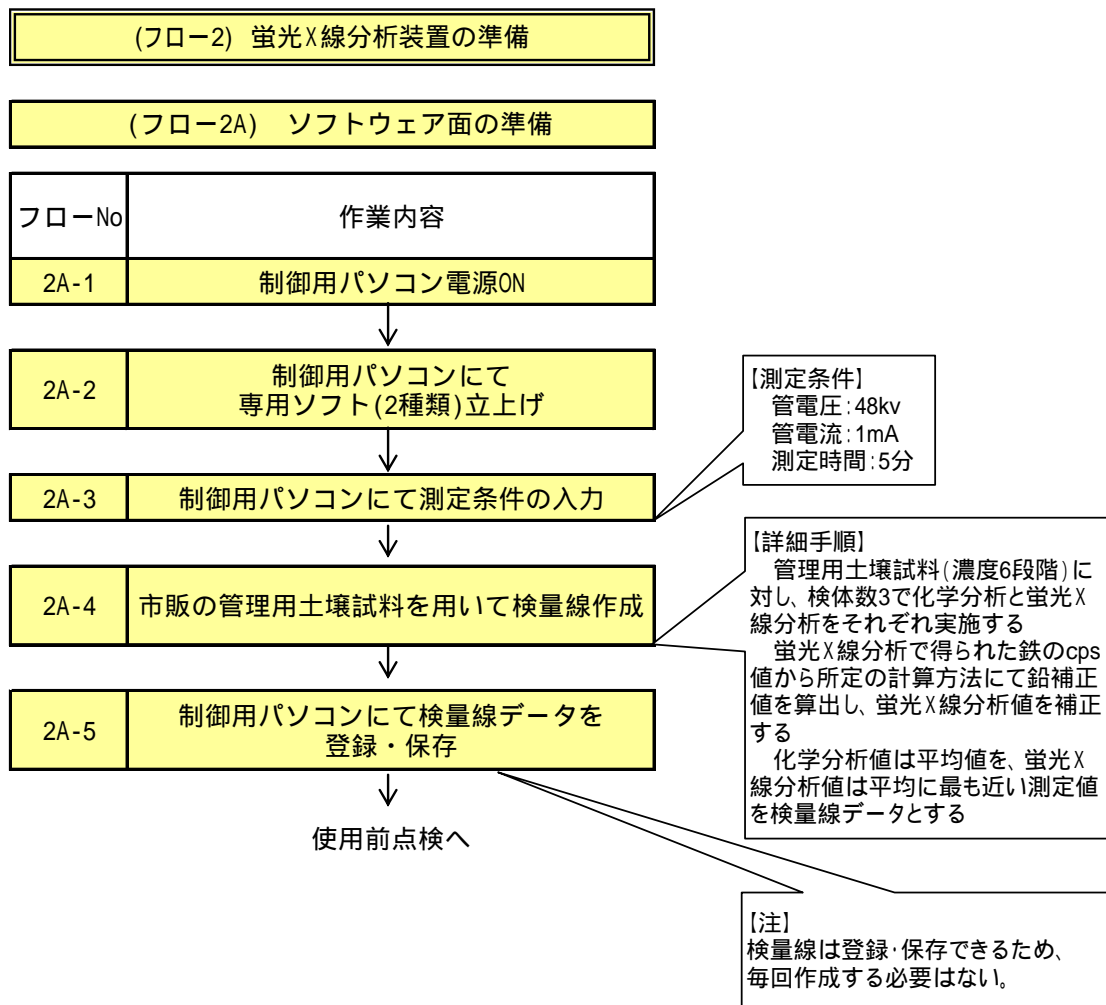 (フロー2) 蛍光X線分析装置の準備
(フロー2A) ソフトウェア面の準備
フローNo 作業内容
2A-1 制御用パソコン電源ON
2A-2 制御用パソコンにて
専用ソフト(2種類)立上げ
【測定条件】
管電圧:48kv
管電流:1mA
測定時間:5分
2A-3 制御用パソコンにて測定条件の入力
2A-4 市販の管理用土壌試料を用いて検量線作成
【詳細手順】
管理用土壌試料(濃度6段階)に
対し、検体数3で化学分析と蛍光X
線分析をそれぞれ実施する
蛍光X線分析で得られた鉄のcps
値から所定の計算方法にて鉛補正
値を算出し、蛍光X線分析値を補正
する
化学分析値は平均値を、蛍光X
線分析値は平均に最も近い測定値
を検量線データとする
2A-5 制御用パソコンにて検量線データを
登録・保存
使用前点検へ
【注】
検量線は登録・保存できるため、
毎回作成する必要はない。